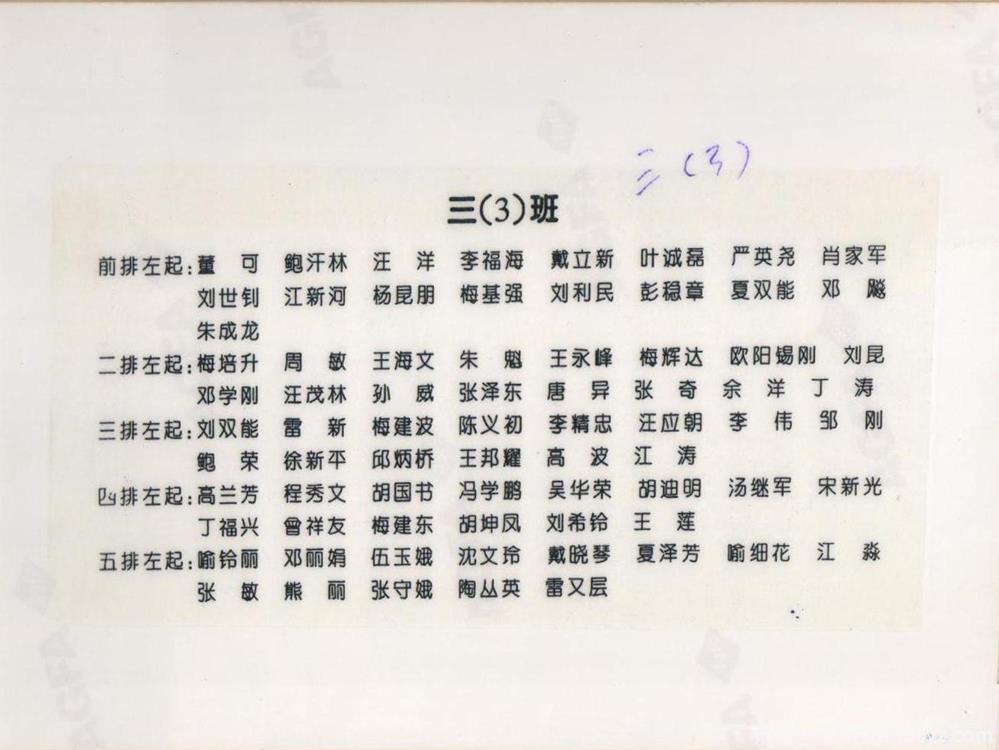 三(3)
三(3)班
前排左起:董 可 鲍汗林 汪 洋 李福海 戴立新 叶诚磊 严英尧 肖家军
刘世钊 江新河 杨昆朋 梅基强 刘利民 彭稳章 夏双能 邓 飚
朱成龙
二排左起:梅培升 周 敏 王海文 朱 魁 王永峰 梅辉达 欧阳锡刚 刘昆
邓学刚 汪茂林 孙 威 张泽东 唐 异 张 奇 余 洋 丁 涛
三排左起:刘双能 雷 新 梅建波 陈义初 李精忠 汪应朝 李 伟 邹 刚
鲍 荣 徐新平 邱炳桥 王邦耀 高 波 江 涛
四排左起:高兰芳 程秀文 胡国书 冯学鹏 吴华荣 胡迪明 汤继军 宋新光
丁福兴 曾祥友 梅建东 胡坤凤 刘希铃 王 莲
五排左起:喻铃丽 邓丽娟 伍玉娥 沈文玲 戴晓琴 夏泽芳 喻细花 江 淼
张 敏 熊 丽 张守娥 陶丛英 雷又层
AGFA